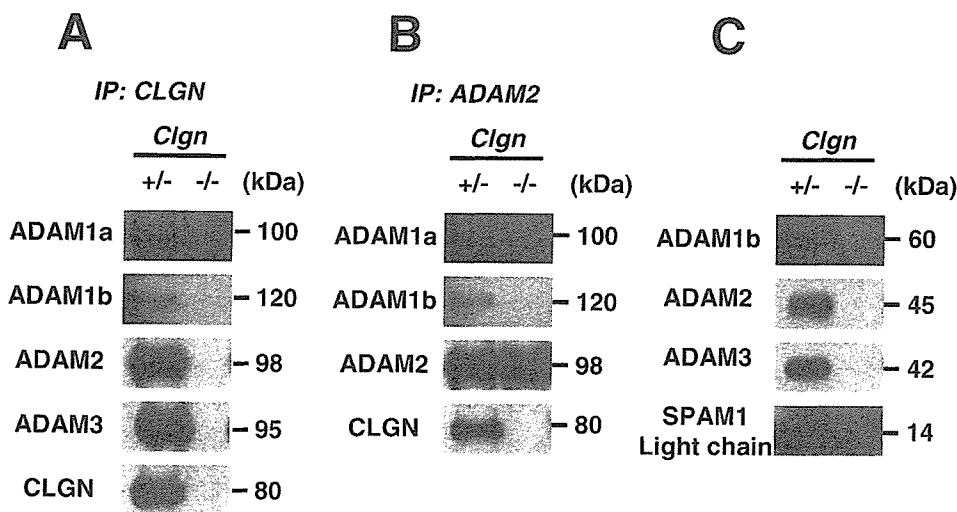 A
IP: CLGN
Clgn
+/- -/- (kDa)
ADAM1a 100
ADAM1b 120
ADAM2 98
ADAM3 95
CLGN 80
B
IP: ADAM2
Clgn
+/- -/- (kDa)
ADAM1a 100
ADAM1b 120
ADAM2 98
CLGN 80
C
Clgn
+/- -/- (kDa)
ADAM1b 60
ADAM2 45
ADAM3 42
SPAM1
Light chain 14